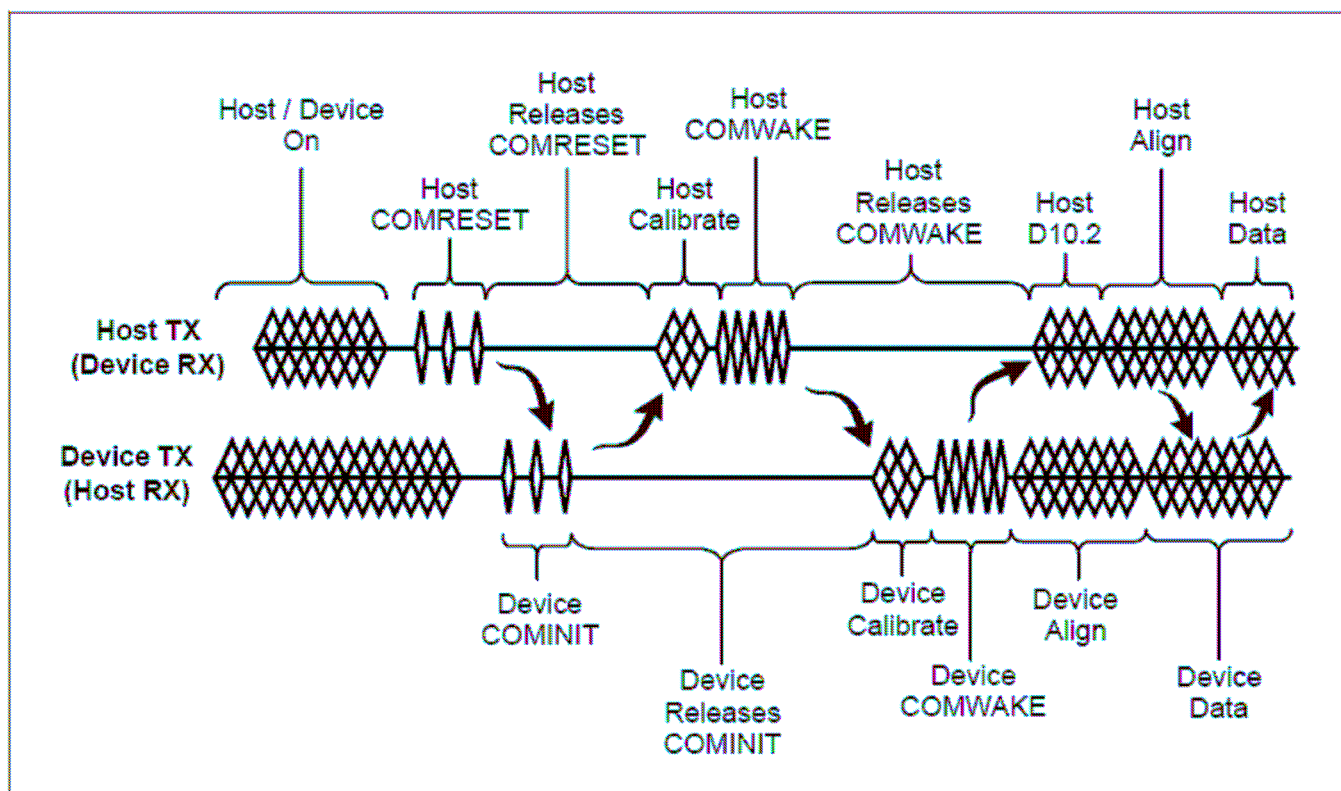 Host / Device
On
Host
COMRESET
Host
Releases
COMRESET
Host
Calibrate
Host
COMWAKE
Host
Releases
COMWAKE
Host
D10.2
Host
Align
Host
Data
Host TX
(Device RX)
Device TX
(Host RX)
Device
COMINIT
Device
Releases
COMINIT
Device
Calibrate
Device
COMWAKE
Device
Align
Device
Data